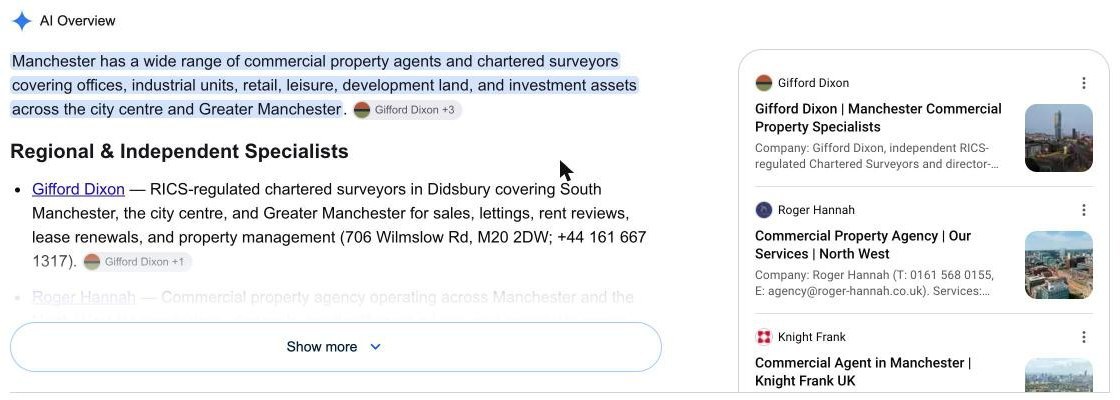 AI Overview
Manchester has a wide range of commercial property agents and chartered surveyors
covering offices, industrial units, retail, leisure, development land, and investment assets
across the city centre and Greater Manchester. Gifford Dixon +3
Regional & Independent Specialists
• Gifford Dixon — RICS-regulated chartered surveyors in Didsbury covering South
Manchester, the city centre, and Greater Manchester for sales, lettings, rent reviews,
lease renewals, and property management (706 Wilmslow Rd, M20 2DW; +44 161 667
1317). Gifford Dixon +1
• Roger Hannah — Commercial property agency operating across Manchester and the
Show more
Gifford Dixon
Gifford Dixon | Manchester Commercial
Property Specialists
Company: Gifford Dixon, independent RICS-
regulated Chartered Surveyors and director-...
Roger Hannah
Commercial Property Agency | Our
Services | North West
Company: Roger Hannah (T: 0161 568 0155,
E: agency@roger-hannah.co.uk). Services:...
Knight Frank
Commercial Agent in Manchester |
Knight Frank UK